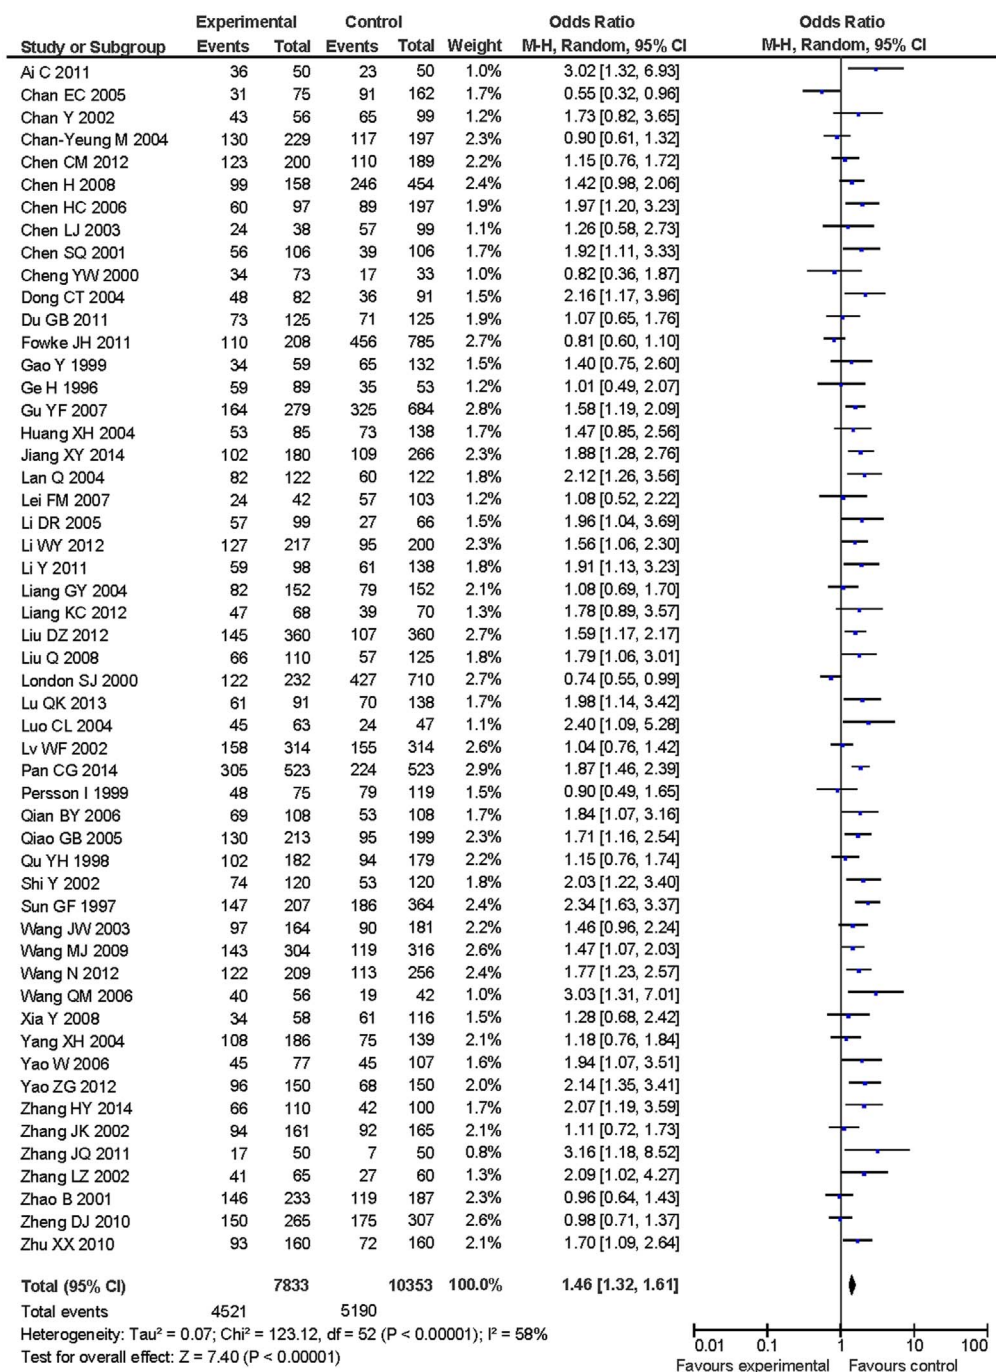 Experimental Control Odds Ratio Odds Ratio
Study or Subgroup Events Total Events Total Weight M-H, Random, 95% CI M-H, Random, 95% CI
Ai C 2011 36 50 23 50 1.0% 3.02 [1.32, 6.93]
Chan EC 2005 31 75 91 162 1.7% 0.55 [0.32, 0.96]
Chan Y 2002 43 56 65 99 1.2% 1.73 [0.82, 3.65]
Chan-Yeung M 2004 130 229 117 197 2.3% 0.90 [0.61, 1.32]
Chen CM 2012 123 200 110 189 2.2% 1.15 [0.76, 1.72]
Chen H 2008 99 158 246 454 2.4% 1.42 [0.98, 2.06]
Chen HC 2006 60 97 89 197 1.9% 1.97 [1.20, 3.23]
Chen LJ 2003 24 38 57 99 1.1% 1.26 [0.58, 2.73]
Chen SQ 2001 56 106 39 106 1.7% 1.92 [1.11, 3.33]
Cheng YW 2000 34 73 17 33 1.0% 0.82 [0.36, 1.87]
Dong CT 2004 48 82 36 91 1.5% 2.16 [1.17, 3.96]
Du GB 2011 73 125 71 125 1.9% 1.07 [0.65, 1.76]
Fowke JH 2011 110 208 456 785 2.7% 0.81 [0.60, 1.10]
Gao Y 1999 34 59 65 132 1.5% 1.40 [0.75, 2.60]
Ge H 1996 59 89 35 53 1.2% 1.01 [0.49, 2.07]
Gu YF 2007 164 279 325 684 2.8% 1.58 [1.19, 2.09]
Huang XH 2004 53 85 73 138 1.7% 1.47 [0.85, 2.56]
Jiang XY 2014 102 180 109 266 2.3% 1.88 [1.28, 2.76]
Lan Q 2004 82 122 60 122 1.8% 2.12 [1.26, 3.56]
Lei FM 2007 24 42 57 103 1.2% 1.08 [0.52, 2.22]
Li DR 2005 57 99 27 66 1.5% 1.96 [1.04, 3.69]
Li WY 2012 127 217 95 200 2.3% 1.56 [1.06, 2.30]
Li Y 2011 59 98 61 138 1.8% 1.91 [1.13, 3.23]
Liang GY 2004 82 152 79 152 2.1% 1.08 [0.69, 1.70]
Liang KC 2012 47 68 39 70 1.3% 1.78 [0.89, 3.57]
Liu DZ 2012 145 360 107 360 2.7% 1.59 [1.17, 2.17]
Liu Q 2008 66 110 57 125 1.8% 1.79 [1.06, 3.01]
London SJ 2000 122 232 427 710 2.7% 0.74 [0.55, 0.99]
Lu QK 2013 61 91 70 138 1.7% 1.98 [1.14, 3.42]
Luo CL 2004 45 63 24 47 1.1% 2.40 [1.09, 5.28]
Lv WF 2002 158 314 155 314 2.6% 1.04 [0.76, 1.42]
Pan CG 2014 305 523 224 523 2.9% 1.87 [1.46, 2.39]
Persson I 1999 48 75 79 119 1.5% 0.90 [0.49, 1.65]
Qian BY 2006 69 108 53 108 1.7% 1.84 [1.07, 3.16]
Qiao GB 2005 130 213 95 199 2.3% 1.71 [1.16, 2.54]
Qu YH 1998 102 182 94 179 2.2% 1.15 [0.76, 1.74]
Shi Y 2002 74 120 53 120 1.8% 2.03 [1.22, 3.40]
Sun GF 1997 147 207 186 364 2.4% 2.34 [1.63, 3.37]
Wang JW 2003 97 164 90 181 2.2% 1.46 [0.96, 2.24]
Wang MJ 2009 143 304 119 316 2.6% 1.47 [1.07, 2.03]
Wang N 2012 122 209 113 256 2.4% 1.77 [1.23, 2.57]
Wang QM 2006 40 56 19 42 1.0% 3.03 [1.31, 7.01]
Xia Y 2008 34 58 61 116 1.5% 1.28 [0.68, 2.42]
Yang XH 2004 108 186 75 139 2.1% 1.18 [0.76, 1.84]
Yao W 2006 45 77 45 107 1.6% 1.94 [1.07, 3.51]
Yao ZG 2012 96 150 68 150 2.0% 2.14 [1.35, 3.41]
Zhang HY 2014 66 110 42 100 1.7% 2.07 [1.19, 3.59]
Zhang JK 2002 94 161 92 165 2.1% 1.11 [0.72, 1.73]
Zhang JQ 2011 17 50 7 50 0.8% 3.16 [1.18, 8.52]
Zhang LZ 2002 41 65 27 60 1.2% 2.09 [1.02, 4.27]
Zhao B 2001 146 233 119 187 2.3% 0.96 [0.64, 1.43]
Zheng DJ 2010 150 265 175 307 2.6% 0.98 [0.71, 1.37]
Zhu XX 2010 93 160 72 160 2.1% 1.70 [1.09, 2.64]
Total (95% CI) 7833 10353 100.0% 1.46 [1.32, 1.61]
Total events 4521 5190
Heterogeneity: Tau² = 0.07; Chi² = 123.12, df = 52 (P < 0.00001); I² = 58%
Test for overall effect: Z = 7.40 (P < 0.00001)
0.01 0.1 1 10 100
Favours experimental Favours control